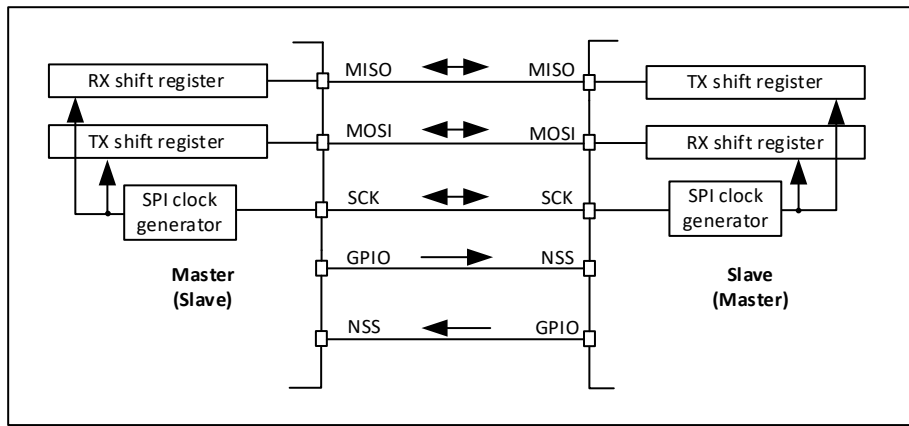 MISO
MISO
RX shift register
TX shift register
MOSI
MOSI
TX shift register
RX shift register
SCK
SCK
SPI clock
generator
SPI clock
generator
GPIO
NSS
Master
(Slave)
Slave
(Master)
NSS
GPIO